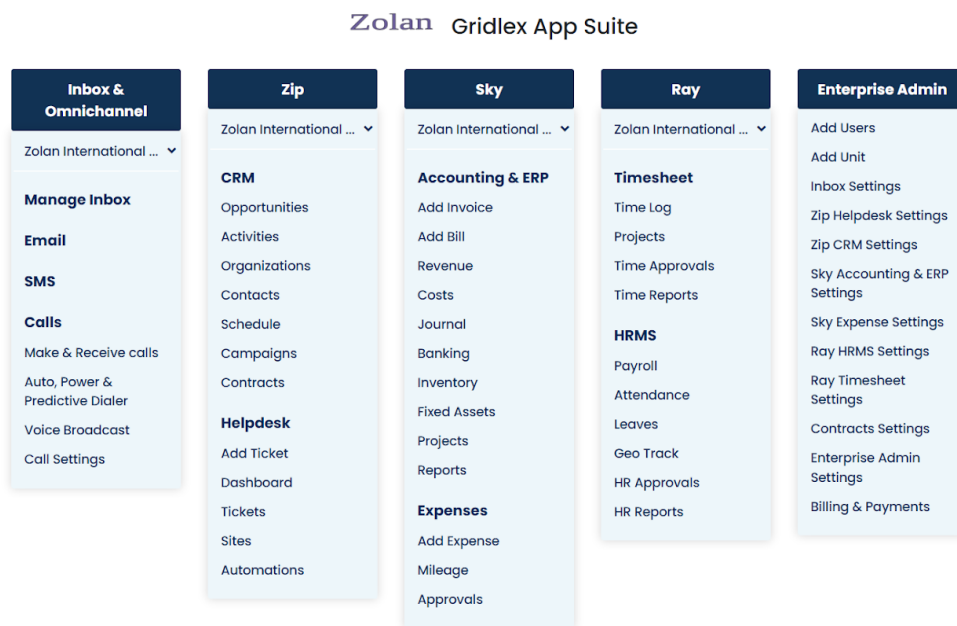 Zolan Gridlex App Suite
Inbox &
Omnichannel
Zolan International ...
Manage Inbox
Email
SMS
Calls
Make & Receive calls
Auto, Power &
Predictive Dialer
Voice Broadcast
Call Settings
Zip
Zolan International ...
CRM
Opportunities
Activities
Organizations
Contacts
Schedule
Campaigns
Contracts
Helpdesk
Add Ticket
Dashboard
Tickets
Sites
Automations
Sky
Zolan International ...
Accounting & ERP
Add Invoice
Add Bill
Revenue
Costs
Journal
Banking
Inventory
Fixed Assets
Projects
Reports
Expenses
Add Expense
Mileage
Approvals
Ray
Zolan International ...
Timesheet
Time Log
Projects
Time Approvals
Time Reports
HRMS
Payroll
Attendance
Leaves
Geo Track
HR Approvals
HR Reports
Enterprise Admin
Add Users
Add Unit
Inbox Settings
Zip Helpdesk Settings
Zip CRM Settings
Sky Accounting & ERP
Settings
Sky Expense Settings
Ray HRMS Settings
Ray Timesheet
Settings
Contracts Settings
Enterprise Admin
Settings
Billing & Payments